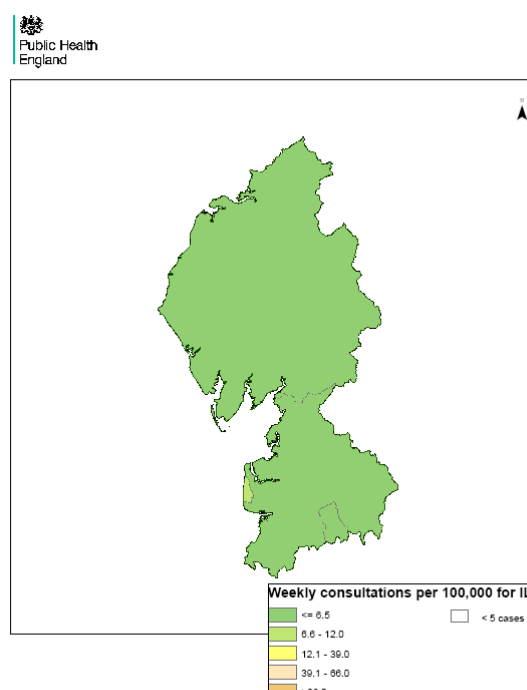 Public Health
England
N
Weekly consultations per 100,000 for IL
<= 6.5
< 5 cases
6.6 - 12.0
12.1 - 39.0
39.1 - 66.0